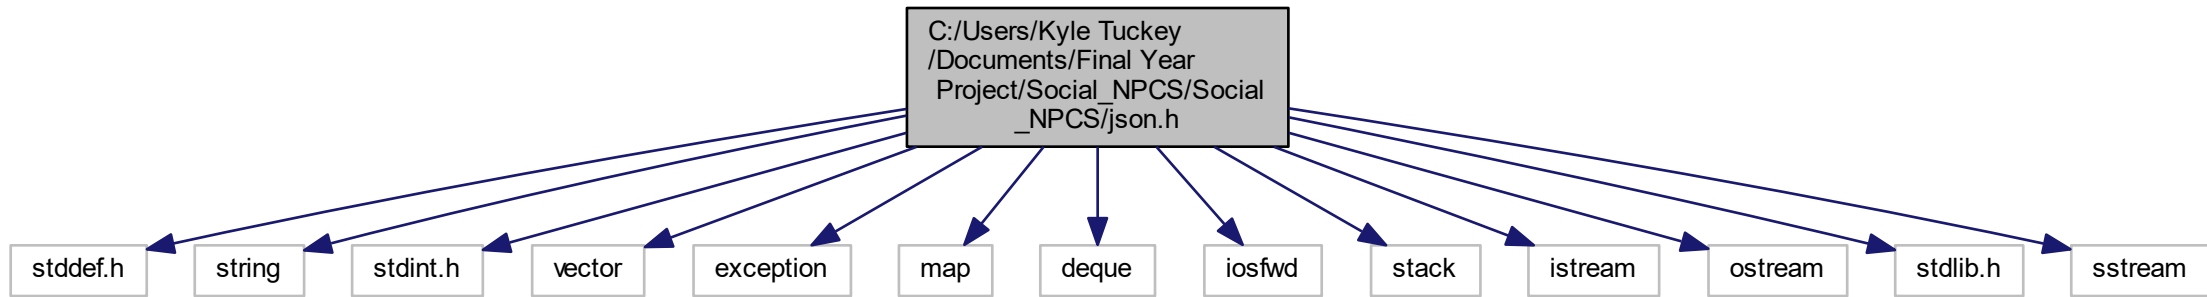 C:/Users/Kyle Tuckey
/Documents/Final Year
Project/Social_NPCS/Social
_NPCS/json.h
stddef.h
string
stdint.h
vector
exception
map
deque
iosfwd
stack
istream
ostream
stdlib.h
sstream